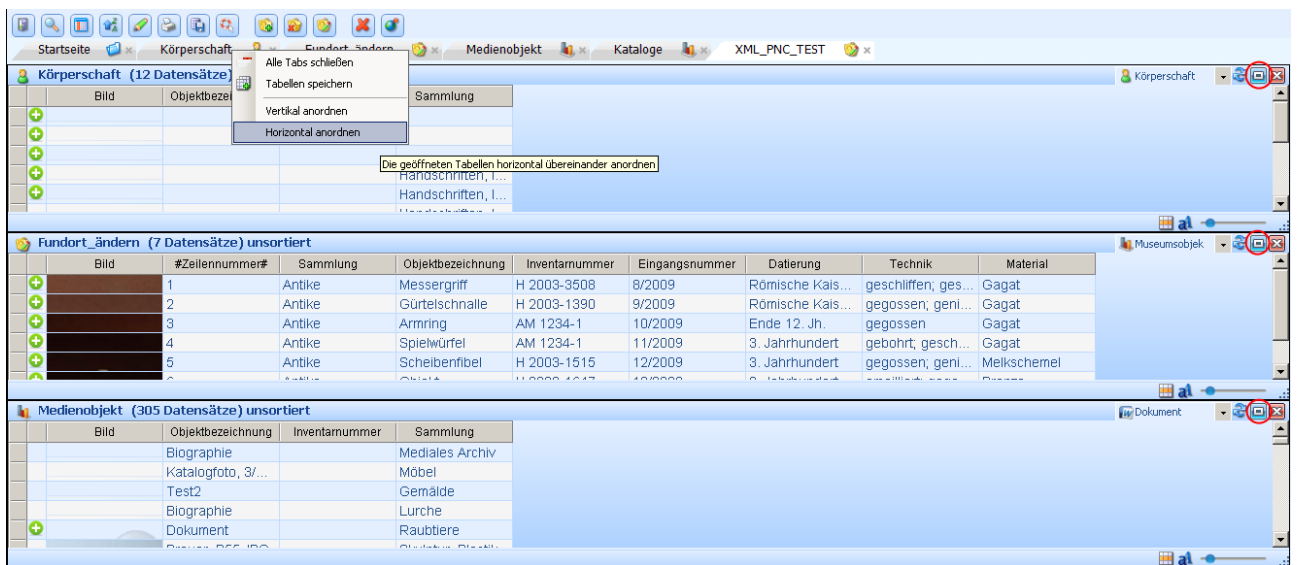 Startseite Körperschaft Fundort_ändern Medienobjekt Kataloge XML_PNC_TEST
Alle Tabs schließen
Tabellen speichern
Vertikal anordnen
Horizontal anordnen
Die geöffneten Tabellen horizontal übereinander anordnen
Körperschaft (12 Datensätze) Körperschaft
Bild Sammlung
Handschriften, I...
Handschriften, I...
Fundort_ändern (7 Datensätze) unsortiert Museumsobjek
Bild #Zeilennummer# Sammlung Objektbezeichnung Inventarnummer Eingangsnummer Datierung Technik Material
1 Antike Messergriff H 2003-3508 8/2009 Römische Kais... geschliffen; ges... Gagat
2 Antike Gürtelschnalle H 2003-1390 9/2009 Römische Kais... gegossen; geni... Gagat
3 Antike Armring AM 1234-1 10/2009 Ende 12. Jh. gegossen Gagat
4 Antike Spielwürfel AM 1234-1 11/2009 3. Jahrhundert gebohrt; gesch... Gagat
5 Antike Scheibenfibel H 2003-1515 12/2009 3. Jahrhundert gegossen; geni... Melkschemel
Medienobjekt (305 Datensätze) unsortiert Dokument
Bild Objektbezeichnung Inventarnummer Sammlung
Biographie Mediales Archiv
Katalogfoto, 3/... Möbel
Test2 Gemälde
Biographie Lurche
Dokument Raubtiere